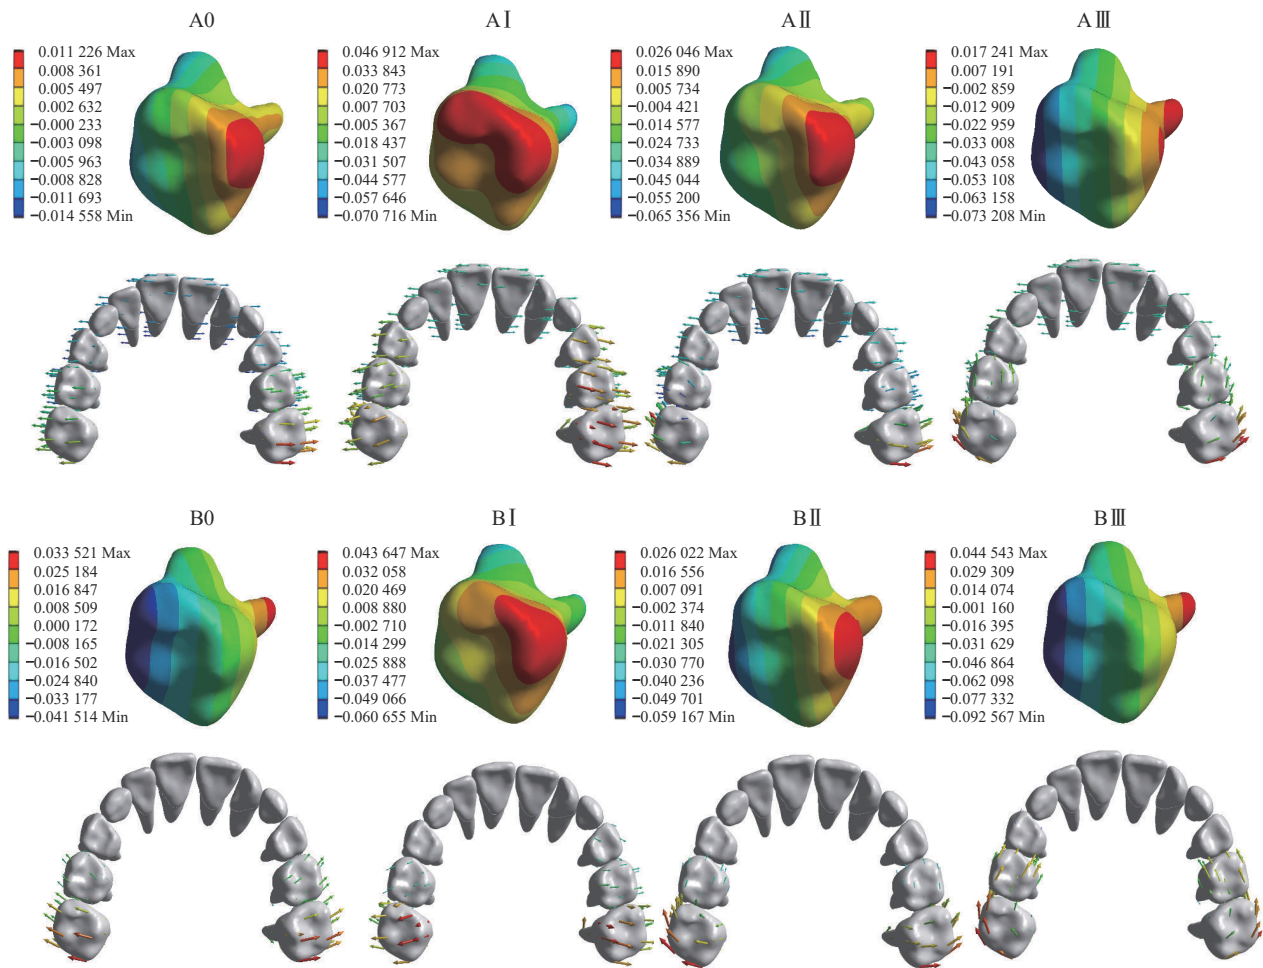 A0
0.011 226 Max
0.008 361
0.005 497
0.002 632
−0.000 233
−0.003 098
−0.005 963
−0.008 828
−0.011 693
−0.014 558 Min
AⅠ
0.046 912 Max
0.033 843
0.020 773
0.007 703
−0.005 367
−0.018 437
−0.031 507
−0.044 577
−0.057 646
−0.070 716 Min
AⅡ
0.026 046 Max
0.015 890
0.005 734
−0.004 421
−0.014 577
−0.024 733
−0.034 889
−0.045 044
−0.055 200
−0.065 356 Min
AⅢ
0.017 241 Max
0.007 191
−0.002 859
−0.012 909
−0.022 959
−0.033 008
−0.043 058
−0.053 108
−0.063 158
−0.073 208 Min
B0
0.033 521 Max
0.025 184
0.016 847
0.008 509
0.000 172
−0.008 165
−0.016 502
−0.024 840
−0.033 177
−0.041 514 Min
BⅠ
0.043 647 Max
0.032 058
0.020 469
0.008 880
−0.002 710
−0.014 299
−0.025 888
−0.037 477
−0.049 066
−0.060 655 Min
BⅡ
0.026 022 Max
0.016 556
0.007 091
−0.002 374
−0.011 840
−0.021 305
−0.030 770
−0.040 236
−0.049 701
−0.059 167 Min
BⅢ
0.044 543 Max
0.029 309
0.014 074
−0.001 160
−0.016 395
−0.031 629
−0.046 864
−0.062 098
−0.077 332
−0.092 567 Min